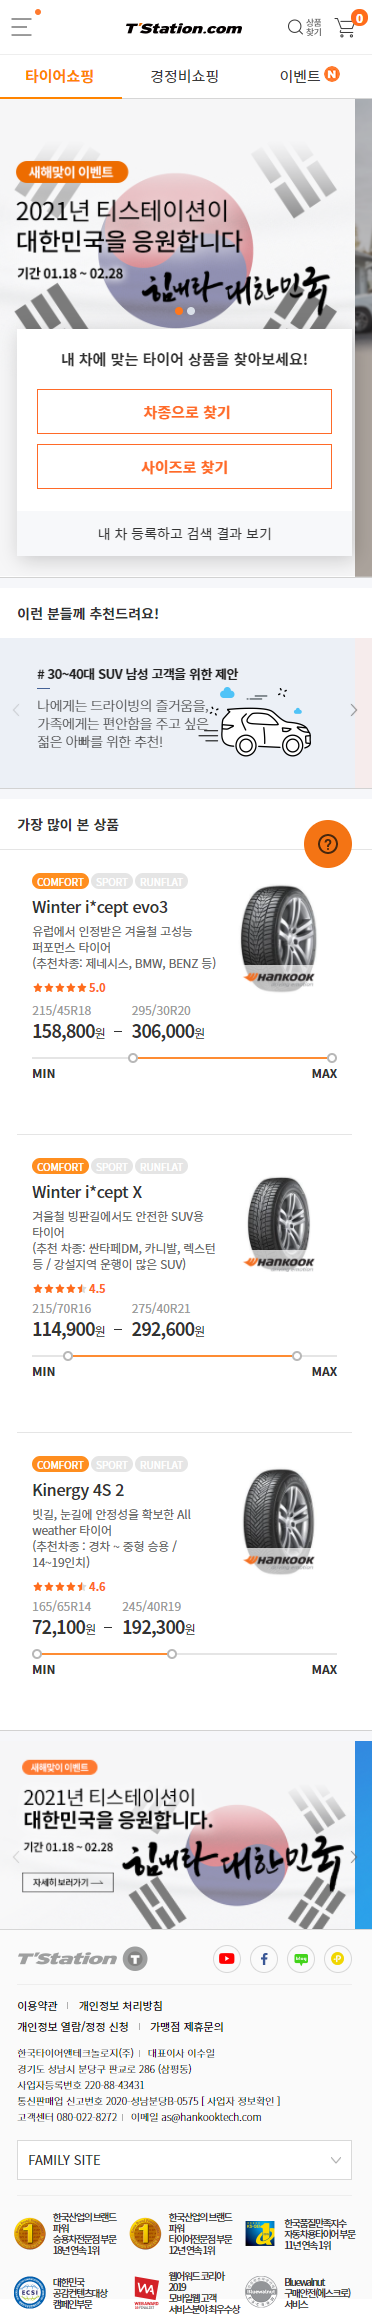 T'Station.com
상품
찾기
0
타이어쇼핑
경정비쇼핑
이벤트 N
새해맞이 이벤트
2021년 티스테이션이
대한민국을 응원합니다
기간 01.18 ~ 02.28
힘내라 대한민국
내 차에 맞는 타이어 상품을 찾아보세요!
차종으로 찾기
사이즈로 찾기
내 차 등록하고 검색 결과 보기
이런 분들께 추천드려요!
# 30~40대 SUV 남성 고객을 위한 제안
나에게는 드라이빙의 즐거움을,
가족에게는 편안함을 주고 싶은
젊은 아빠를 위한 추천!
가장 많이 본 상품
?
COMFORT SPORT RUNFLAT
Winter i*cept evo3
유럽에서 인정받은 겨울철 고성능
퍼포먼스 타이어
(추천차종: 제네시스, BMW, BENZ 등)
5.0
HANKOOK
driving emotion
215/45R18
295/30R20
158,800원 – 306,000원
MIN
MAX
COMFORT SPORT RUNFLAT
Winter i*cept X
겨울철 빙판길에서도 안전한 SUV용
타이어
(추천 차종: 싼타페DM, 카니발, 렉스턴
등 / 강설지역 운행이 많은 SUV)
4.5
HANKOOK
driving emotion
215/70R16
275/40R21
114,900원 – 292,600원
MIN
MAX
COMFORT SPORT RUNFLAT
Kinergy 4S 2
빗길, 눈길에 안정성을 확보한 All
weather 타이어
(추천차종 : 경차 ~ 중형 승용 /
14~19인치)
4.6
HANKOOK
driving emotion
165/65R14
245/40R19
72,100원 – 192,300원
MIN
MAX
새해맞이 이벤트
2021년 티스테이션이
대한민국을 응원합니다.
기간 01.18 ~ 02.28
힘내라 대한민국
자세히 보러가기
T'Station T
blog
이용약관
개인정보 처리방침
개인정보 열람/정정 신청
가맹점 제휴문의
한국타이어앤테크놀로지(주) 대표이사 이수일
경기도 성남시 분당구 판교로 286 (삼평동)
사업자등록번호 220-88-43431
통신판매업 신고번호 2020-성남분당B-0575 [ 사업자 정보확인 ]
고객센터 080-022-8272 이메일 as@hankooktech.com
FAMILY SITE
1
한국산업의 브랜드
파워
승용차전문점 부문
18년 연속 1위
1
한국산업의 브랜드
파워
타이어전문점 부문
12년 연속 1위
한국품질만족지수
자동차용타이어 부문
11년 연속 1위
ECSI
대한민국
공감컨텐츠대상
캠페인부문
WA
WEB AWARD
웹어워드 코리아
2019
모바일웹 고객
서비스분야 최우수상
Bluewalnut
Bluewalnut
구매안전(에스크로)
서비스